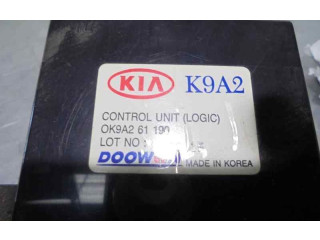 KIA K9A2
CONTROL UNIT (LOGIC)
OK9A2 61 190
LOT NO :
MADE IN KOREA